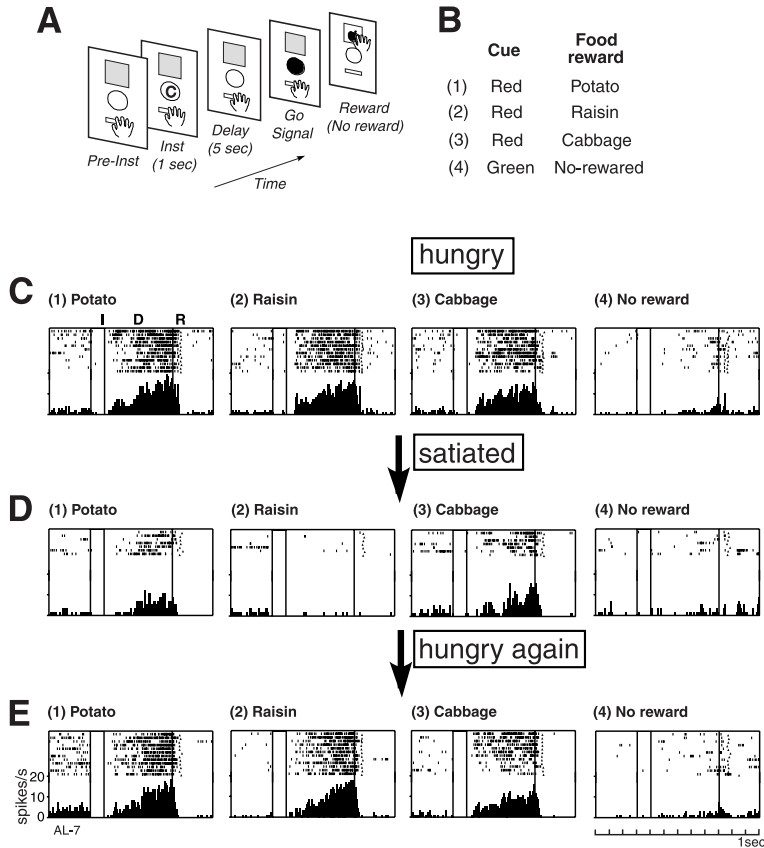 A
C
Pre-Inst
Inst
(1 sec)
Delay
(5 sec)
Go
Signal
Reward
(No reward)
Time
B
Cue Food reward
(1) Red Potato
(2) Red Raisin
(3) Red Cabbage
(4) Green No-rewared
hungry
C
(1) Potato (2) Raisin (3) Cabbage (4) No reward
I D R
satiated
D
(1) Potato (2) Raisin (3) Cabbage (4) No reward
hungry again
E
(1) Potato (2) Raisin (3) Cabbage (4) No reward
spikes/s
20
10
0
AL-7
1sec